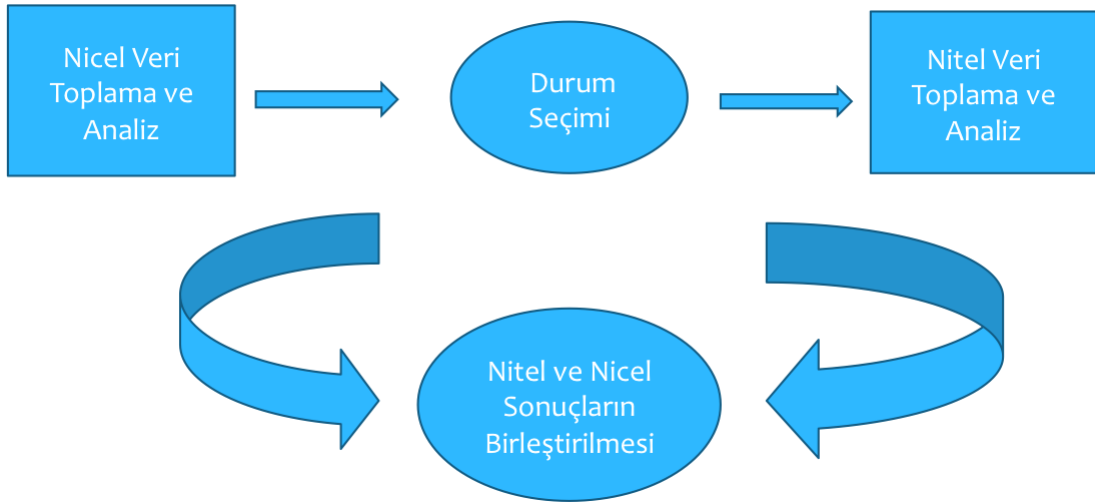 Nicel Veri
Toplama ve
Analiz
Durum
Seçimi
Nitel Veri
Toplama ve
Analiz
Nitel ve Nicel
Sonuçların
Birleştirilmesi